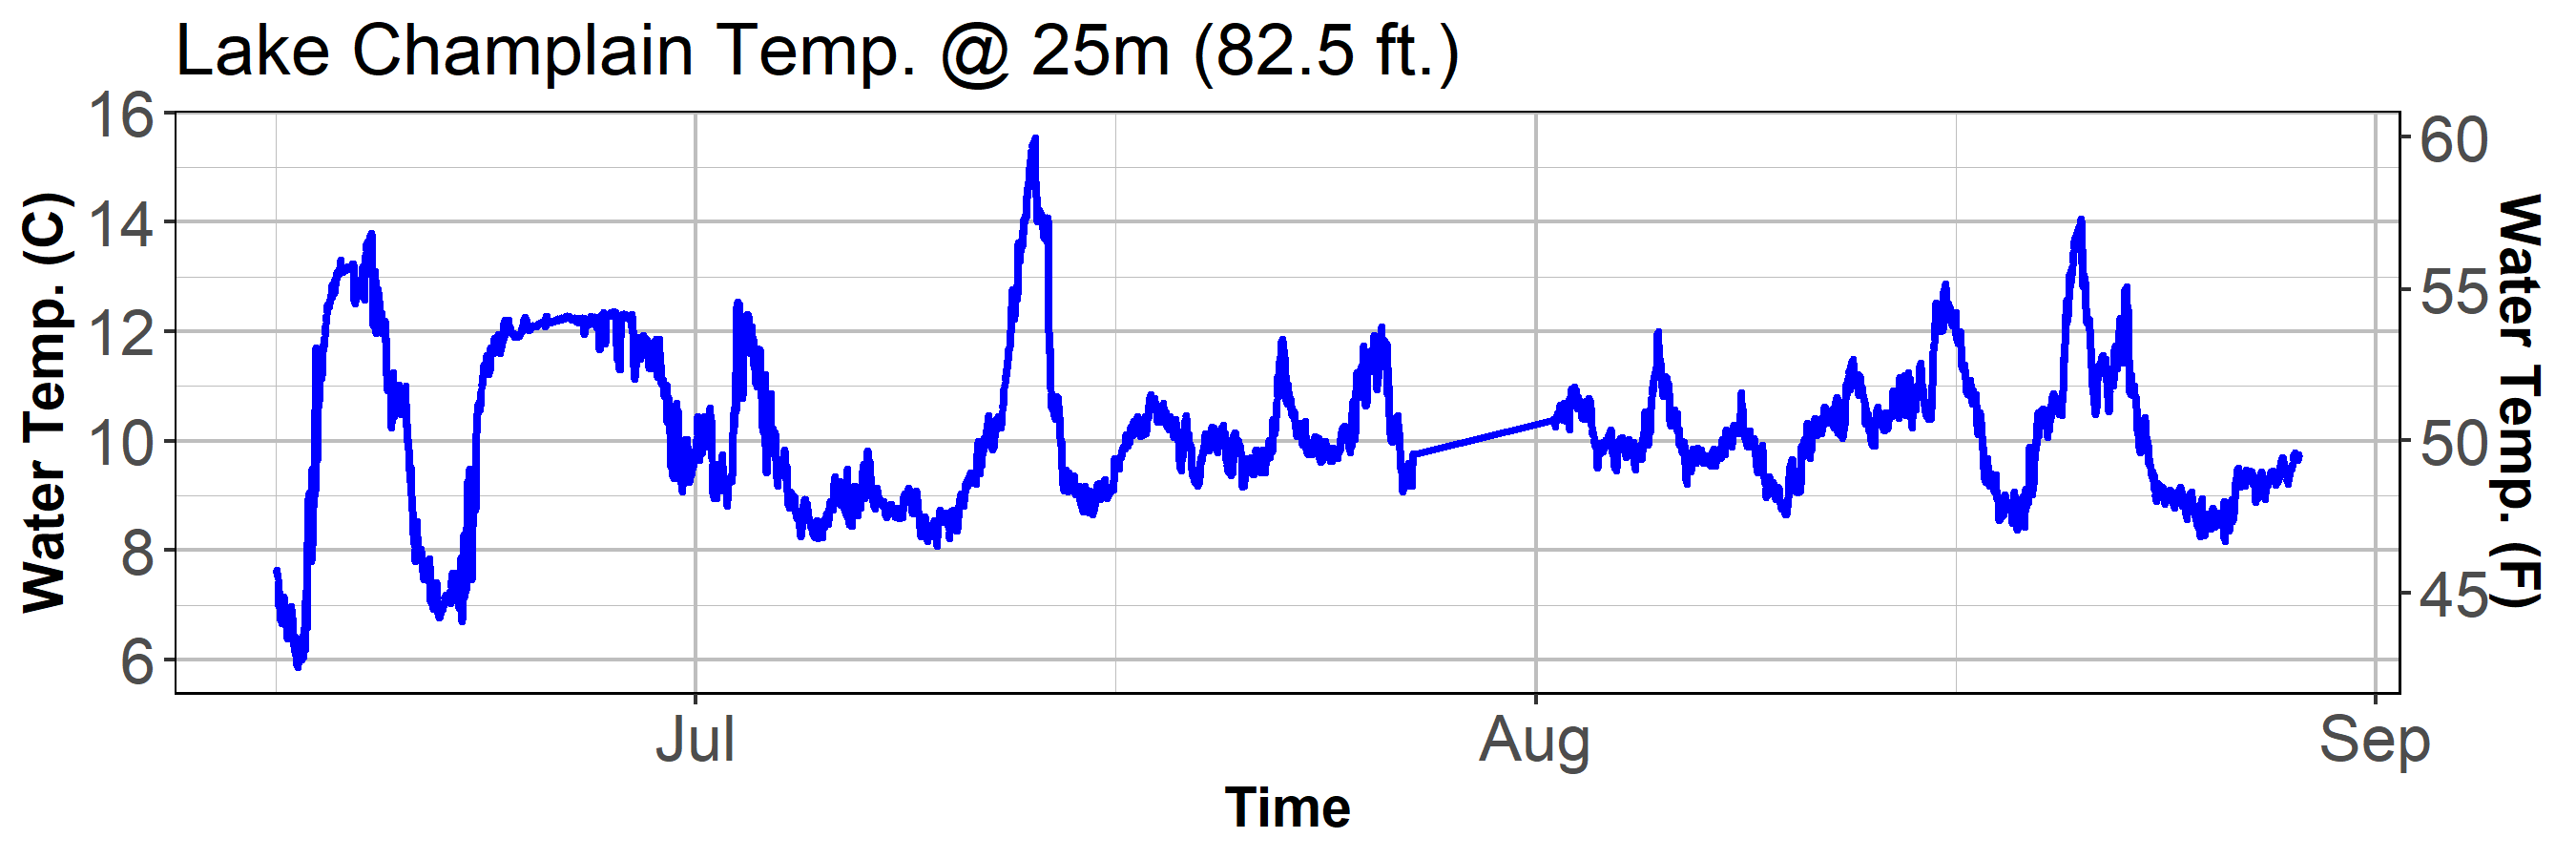 Lake Champlain Temp. @ 25m (82.5 ft.)
16
14
12
10
8
6
Water Temp. (C)
60
55
50
45
Water Temp. (F)
Jul
Aug
Sep
Time